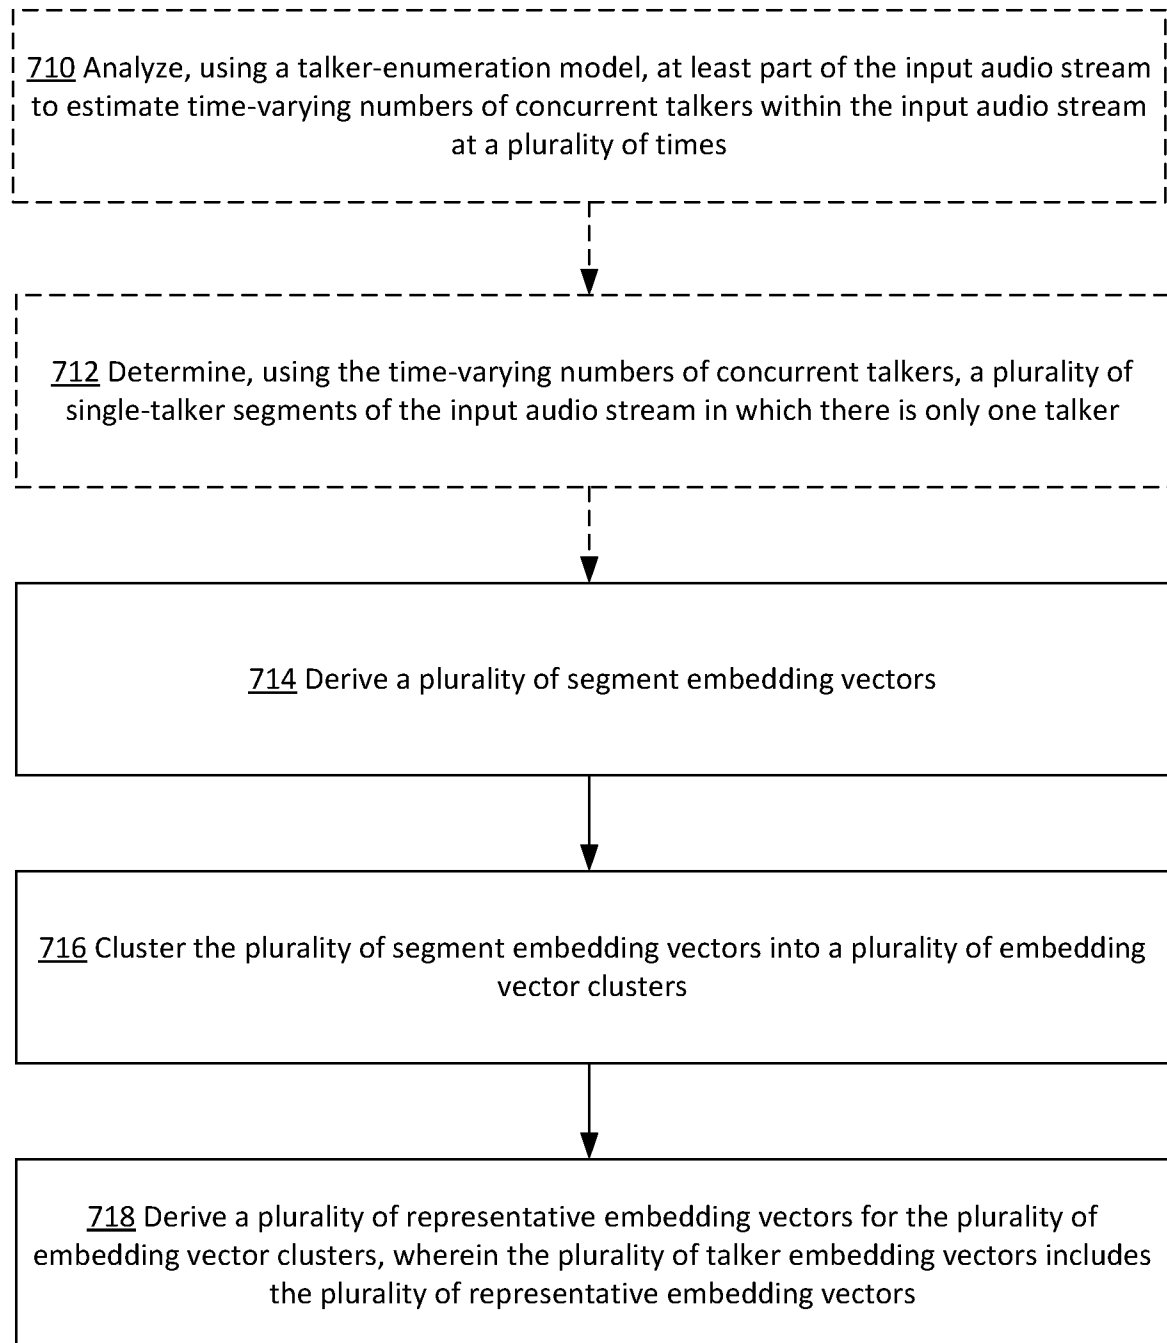 710 Analyze, using a talker-enumeration model, at least part of the input audio stream
to estimate time-varying numbers of concurrent talkers within the input audio stream
at a plurality of times
712 Determine, using the time-varying numbers of concurrent talkers, a plurality of
single-talker segments of the input audio stream in which there is only one talker
714 Derive a plurality of segment embedding vectors
716 Cluster the plurality of segment embedding vectors into a plurality of embedding
vector clusters
718 Derive a plurality of representative embedding vectors for the plurality of
embedding vector clusters, wherein the plurality of talker embedding vectors includes
the plurality of representative embedding vectors